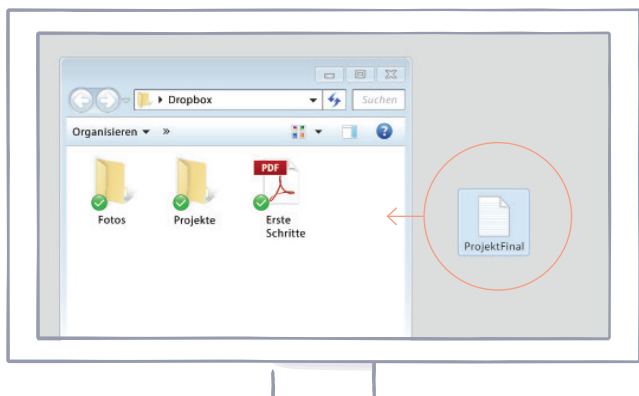 Dropbox
Suchen
Organisieren
»
PDF
Fotos
Projekte
Erste
Schritte
ProjektFinal